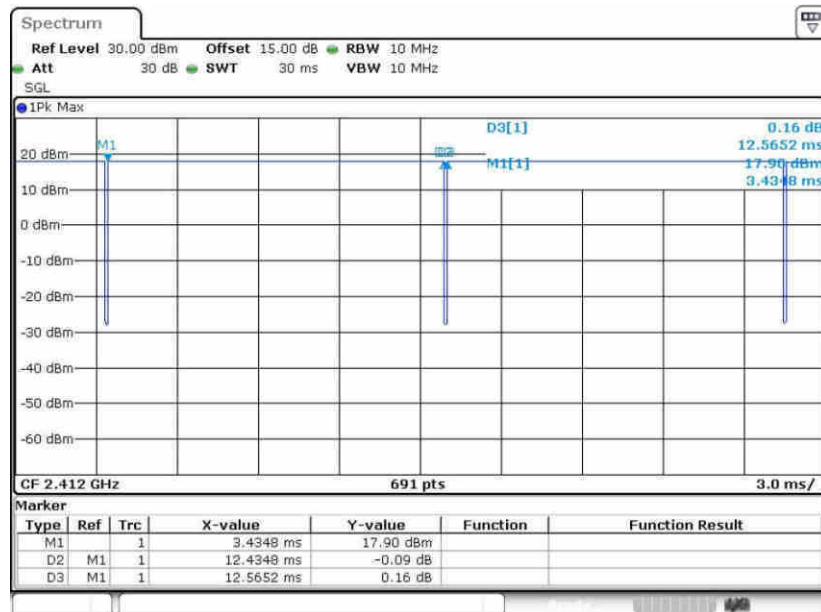 Spectrum
Ref Level 30.00 dBm Offset 15.00 dB RBW 10 MHz
Att 30 dB SWT 30 ms VBW 10 MHz
SGL
1Pk Max
D3[1] 0.16 dB
M1 12.5652 ms
20 dBm M1[1] 17.90 dBm
10 dBm 3.4348 ms
0 dBm
-10 dBm
-20 dBm
-30 dBm
-40 dBm
-50 dBm
-60 dBm
CF 2.412 GHz 691 pts 3.0 ms/
Marker
Type Ref Trc X-value Y-value Function Function Result
M1 1 3.4348 ms 17.90 dBm
D2 M1 1 12.4348 ms -0.09 dB
D3 M1 1 12.5652 ms 0.16 dB